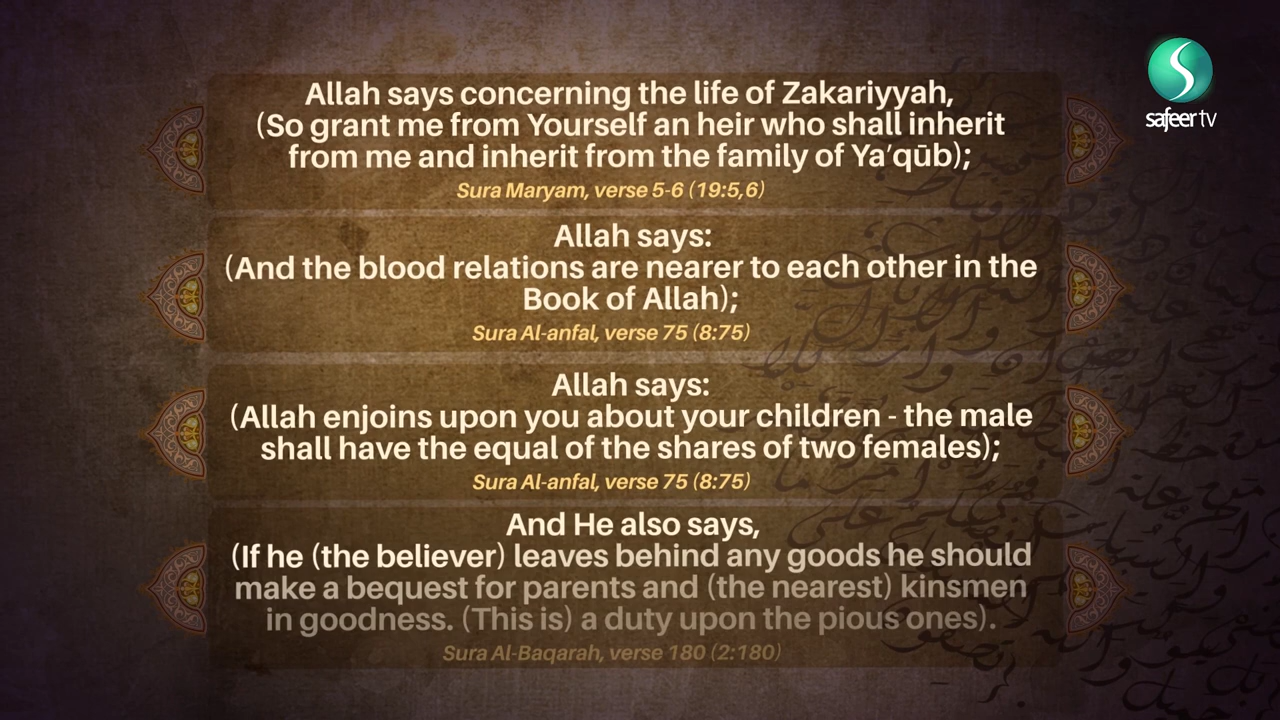 safeer tv
Allah says concerning the life of Zakariyyah,
(So grant me from Yourself an heir who shall inherit
from me and inherit from the family of Ya’qūb);
Sura Maryam, verse 5-6 (19:5,6)
Allah says:
(And the blood relations are nearer to each other in the
Book of Allah);
Sura Al-anfal, verse 75 (8:75)
Allah says:
(Allah enjoins upon you about your children - the male
shall have the equal of the shares of two females);
Sura Al-anfal, verse 75 (8:75)
And He also says,
(If he (the believer) leaves behind any goods he should
make a bequest for parents and (the nearest) kinsmen
in goodness. (This is) a duty upon the pious ones).
Sura Al-Baqarah, verse 180 (2:180)